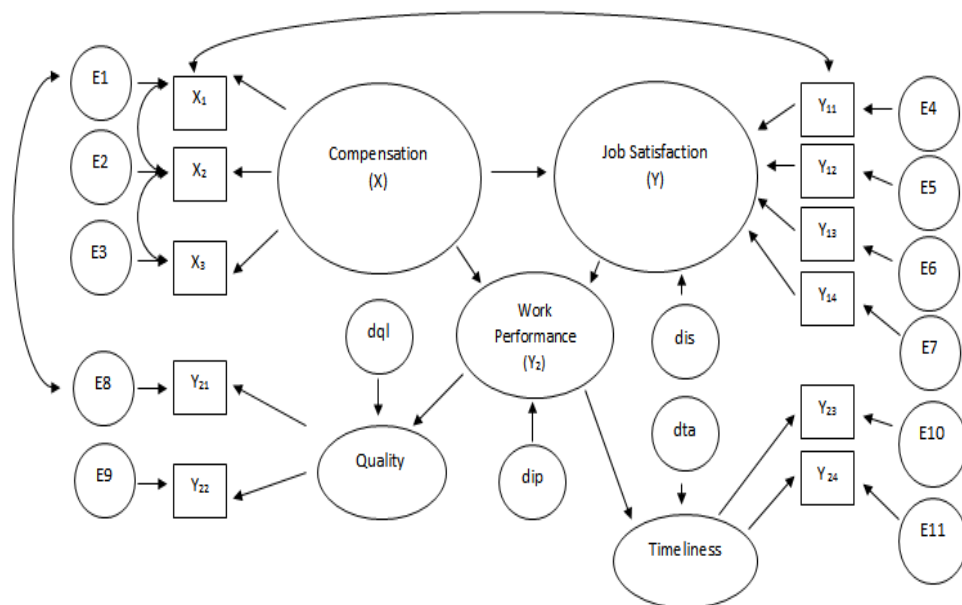 E1
X₁
Y₁₁
E4
Compensation
(X)
Job Satisfaction
(Y)
E2
X₂
Y₁₂
E5
E3
X₃
Y₁₃
E6
Y₁₄
E7
dql
Work
Performance
(Y₂)
dis
E8
Y₂₁
Y₂₃
E10
dta
Quality
dip
E9
Y₂₂
Y₂₄
E11
Timeliness